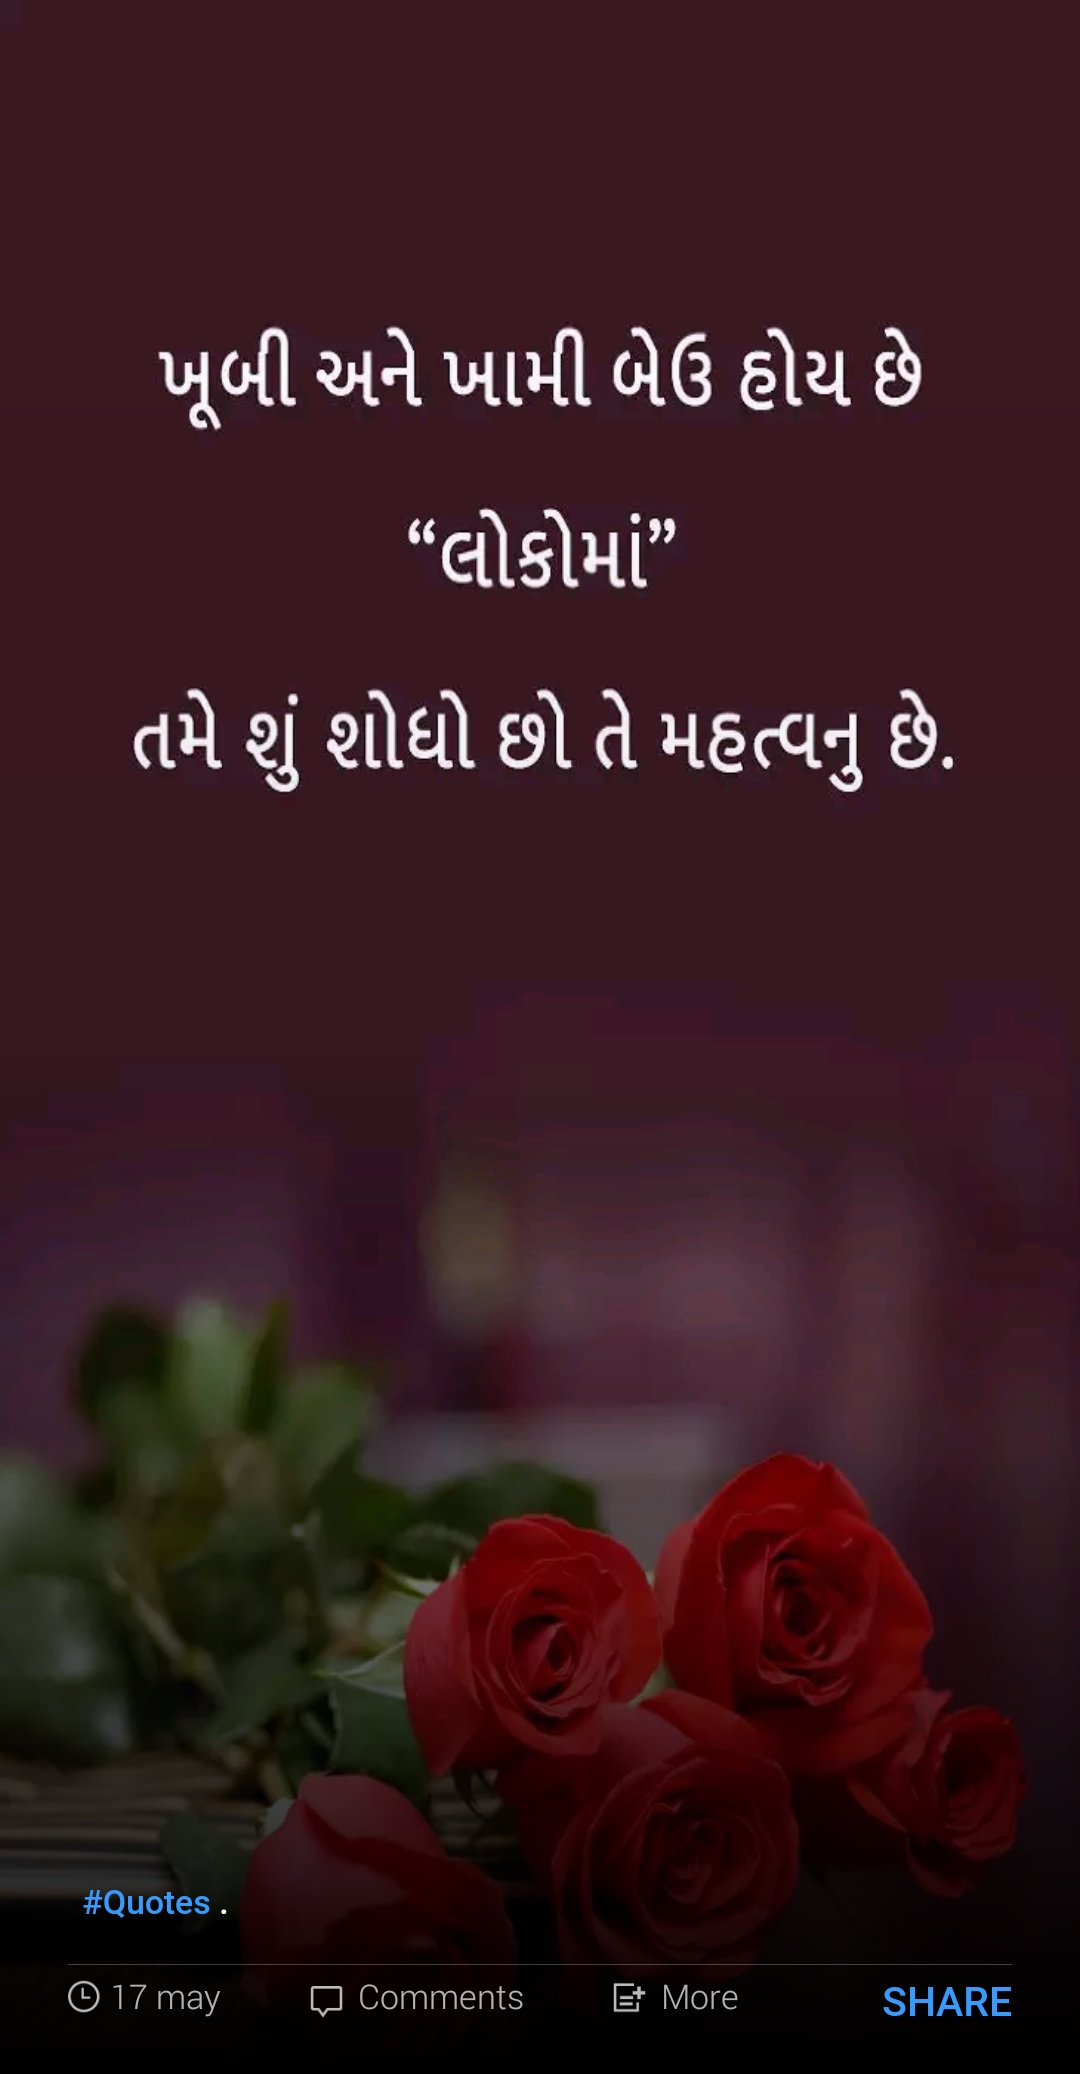 ખૂબી અને ખામી બેઉ હોય છે
“લોકોમાં”
તમે શું શોધો છો તે મહત્વનુ છે.
#Quotes .
17 may Comments More SHARE